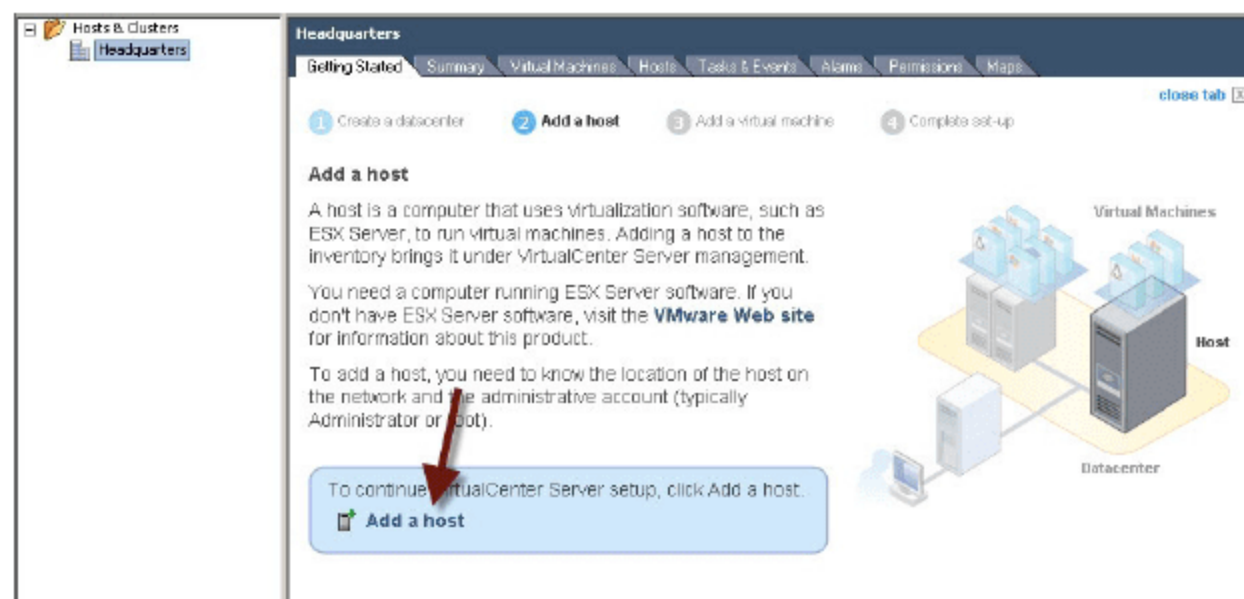 Hosts & Clusters
Headquarters
Headquarters
Getting Started Summary Virtual Machines Hosts Tasks & Events Alarms Permissions Maps
close tab
1 Create a datacenter 2 Add a host 3 Add a virtual machine 4 Complete set-up
Add a host
A host is a computer that uses virtualization software, such as
ESX Server, to run virtual machines. Adding a host to the
inventory brings it under VirtualCenter Server management.
You need a computer running ESX Server software. If you
don't have ESX Server software, visit the VMware Web site
for information about this product.
To add a host, you need to know the location of the host on
the network and the administrative account (typically
Administrator or root).
To continue VirtualCenter Server setup, click Add a host.
Add a host
Virtual Machines
Host
Datacenter